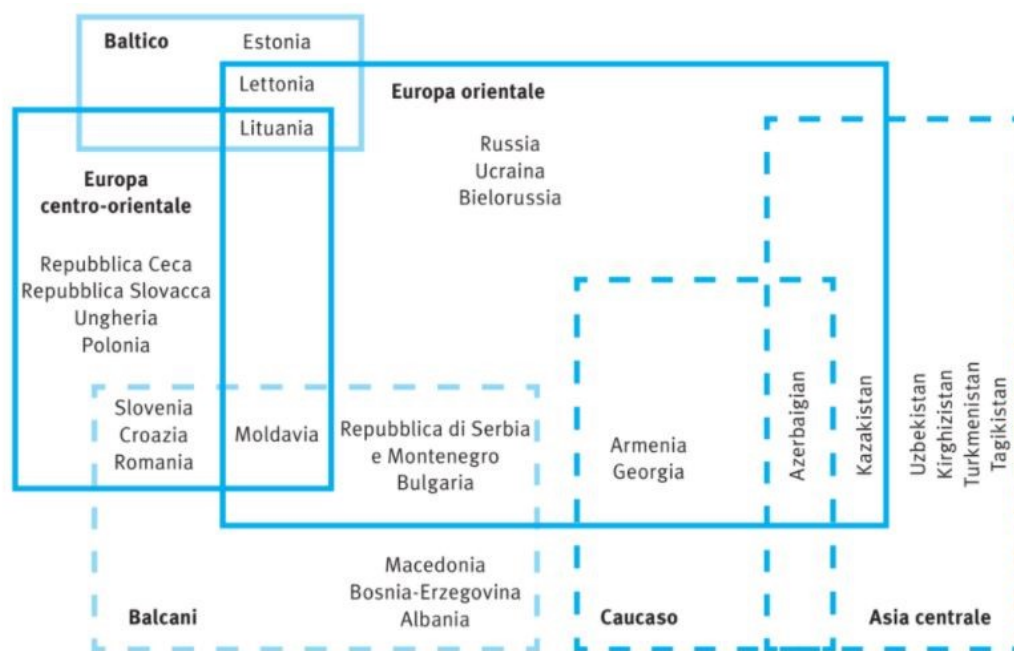 Baltico
Estonia
Lettonia
Europa orientale
Lituania
Russia
Ucraina
Bielorussia
Europa
centro-orientale
Repubblica Ceca
Repubblica Slovacca
Ungheria
Polonia
Slovenia
Croazia
Romania
Moldavia
Repubblica di Serbia
e Montenegro
Bulgaria
Armenia
Georgia
Azerbaigian
Kazakistan
Uzbekistan
Kirghizistan
Turkmenistan
Tagikistan
Macedonia
Bosnia-Erzegovina
Albania
Balcani
Caucaso
Asia centrale